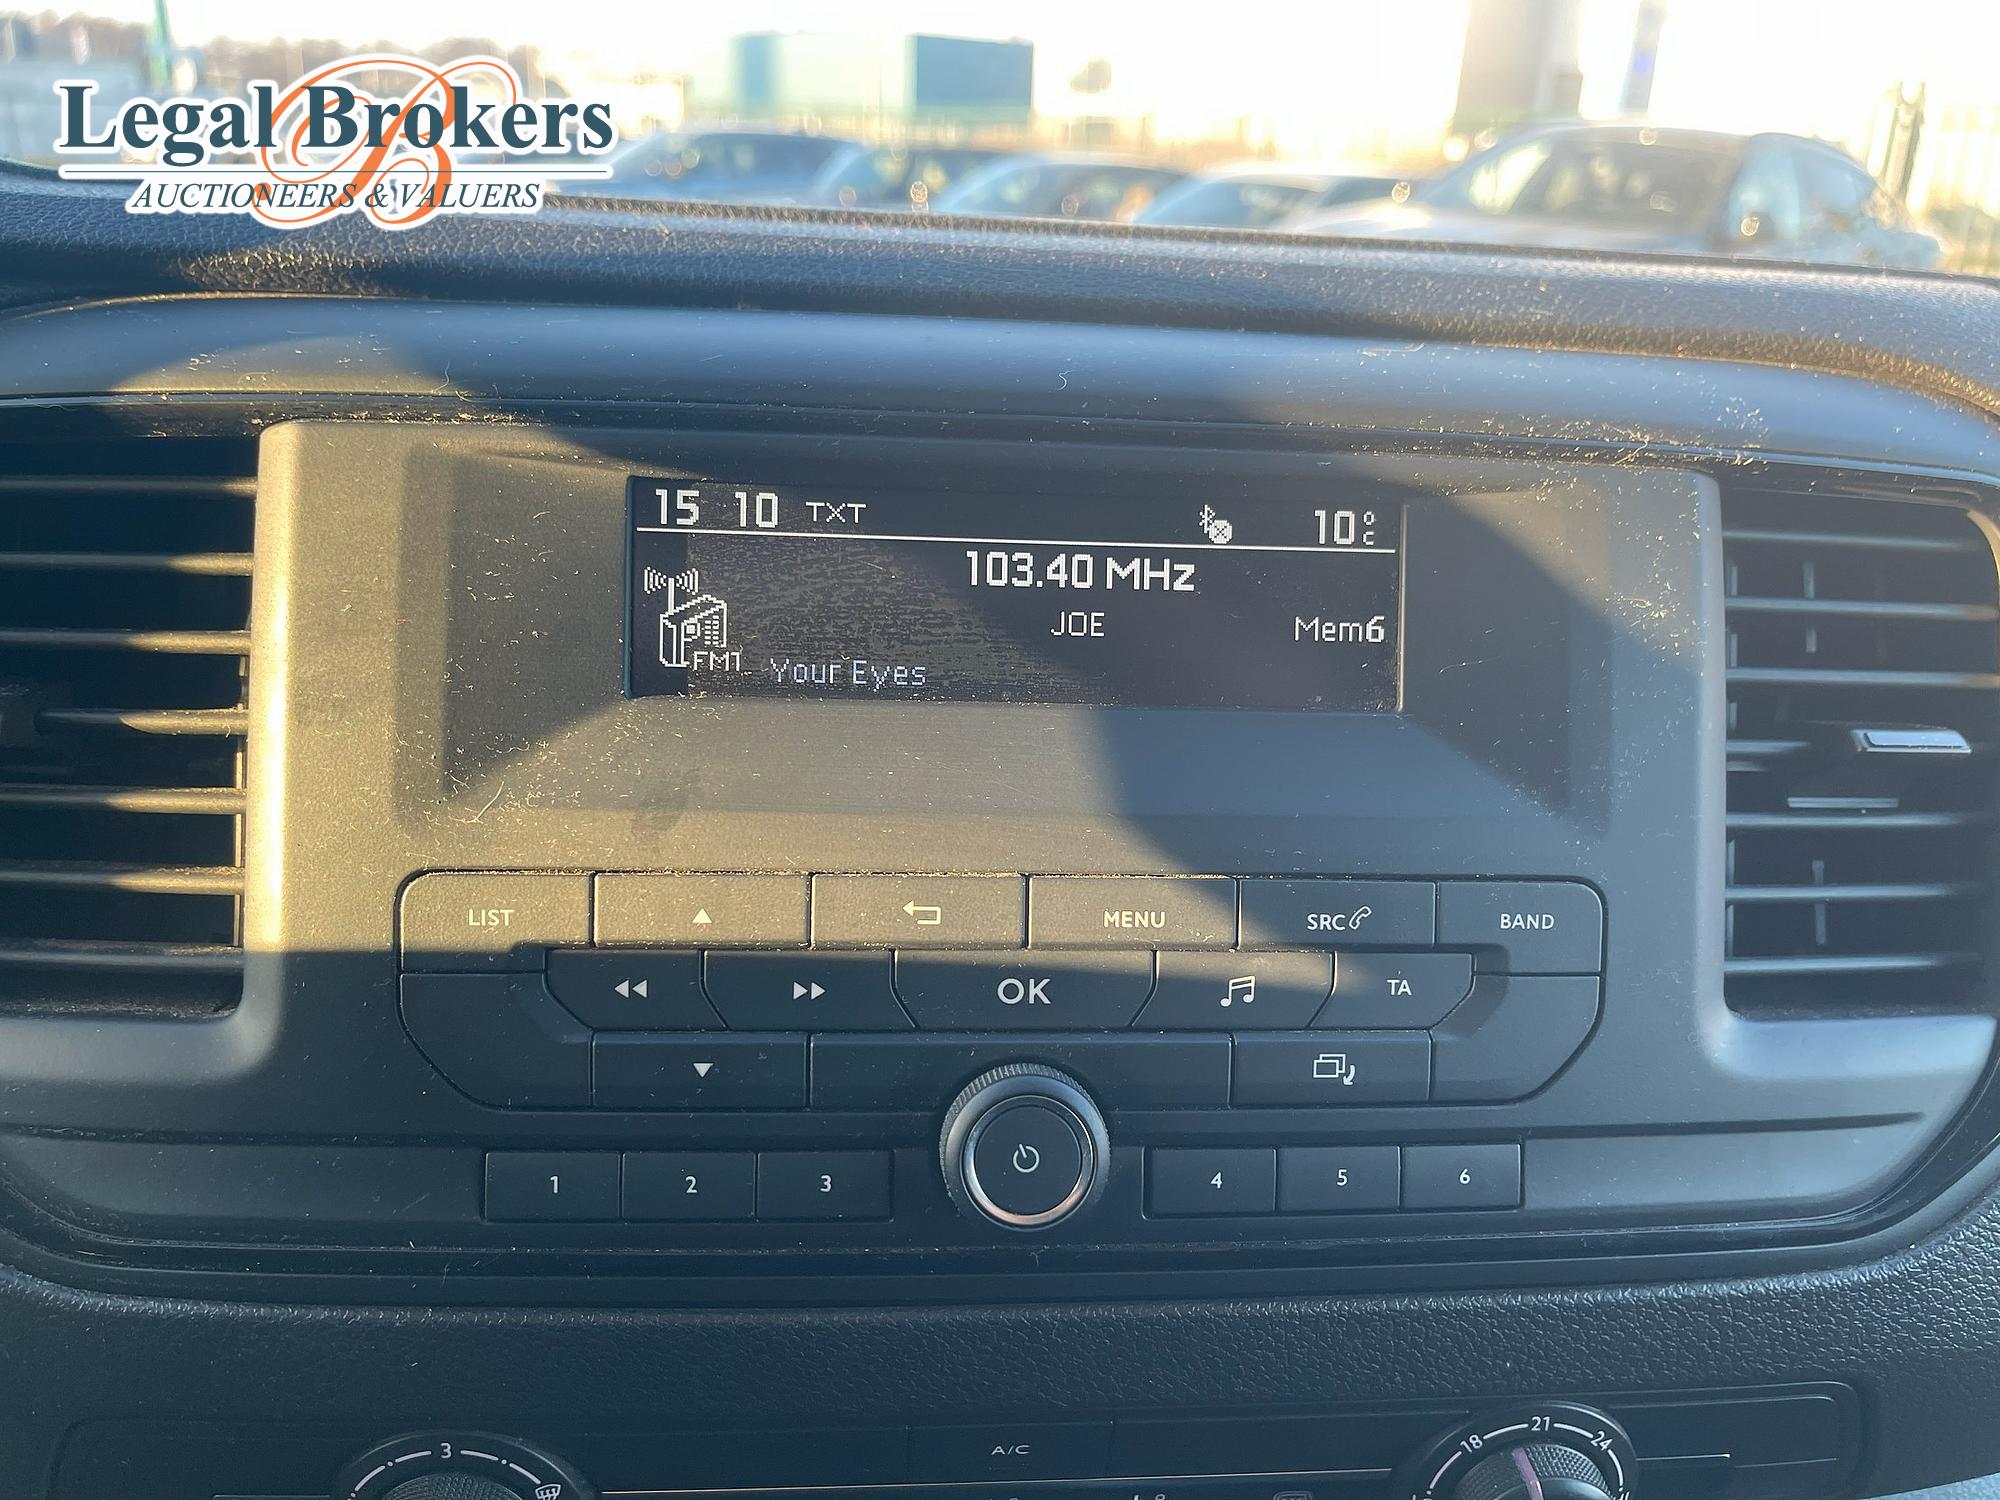 Legal Brokers
AUCTIONEERS & VALUERS
15 10 TXT 10°C
103.40 MHz
JOE
Mem6
FM1 Your Eyes
LIST
MENU
SRC
BAND
OK
TA
1 2 3 4 5 6
A/C
3
18 21 24